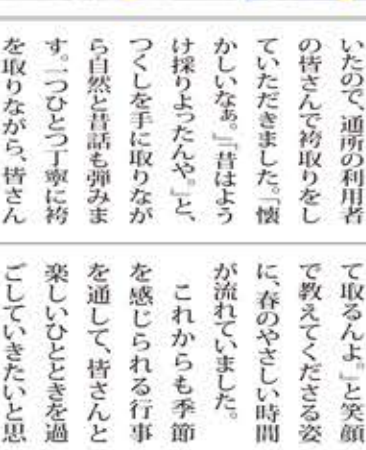 いたので、通所の利用者
の皆さんで袴取りをし
ていただきました。「懐
かしいなぁ。」「昔はよう
け採りよったんや。」と、
つくしを手に取りなが
ら自然と昔話も弾みま
す。一つひとつ丁寧に袴
を取りながら、皆さん
て取るんよ。」と笑顔
で教えてくださる姿
に、春のやさしい時間
が流れていました。
これからも季節
を感じられる行事
を通して、皆さんと
楽しいひとときを過
ごしていきたいと思